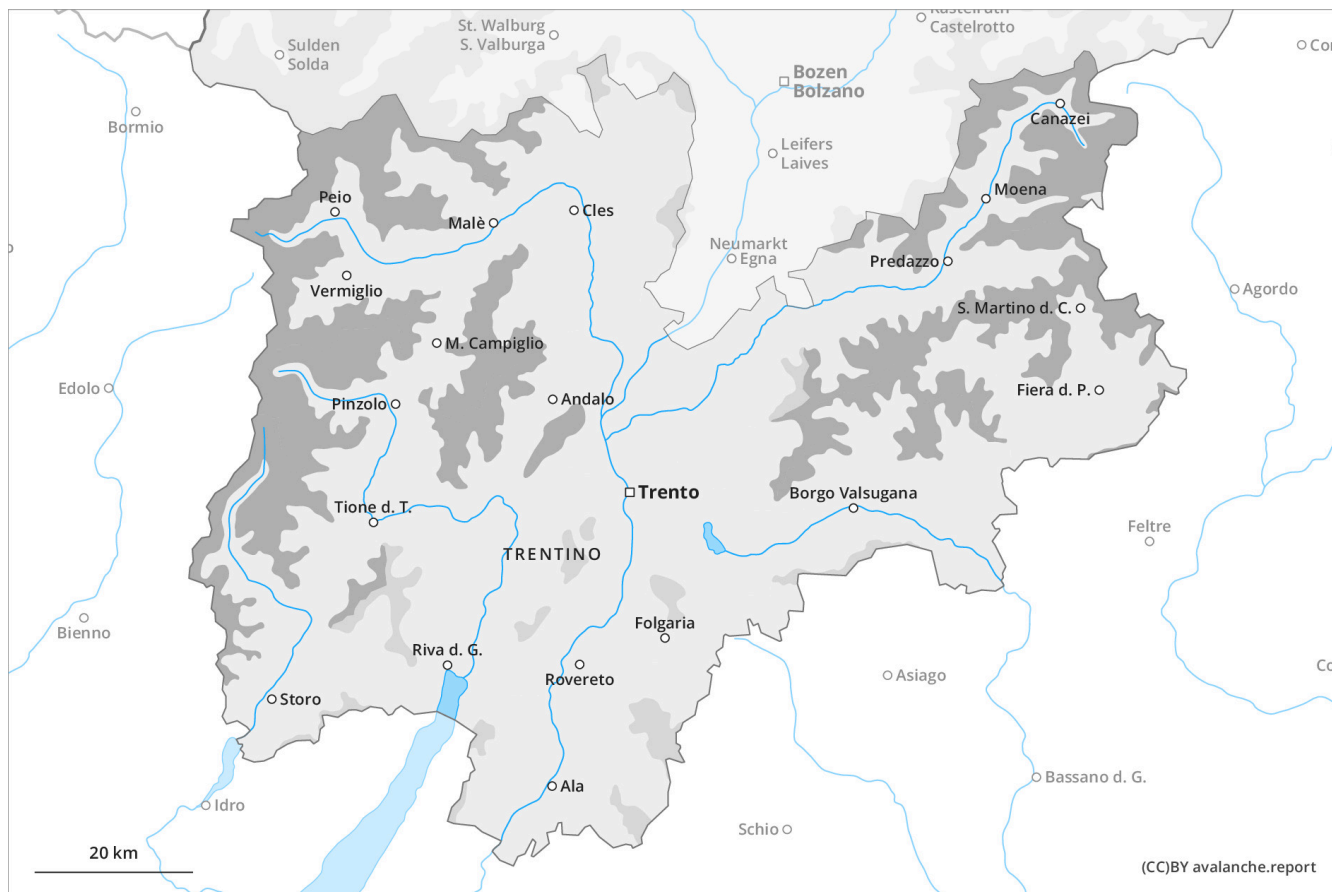 St. Walburg
S. Valburga
Kastelruth
Castelrotto
Sulden
Solda
Bozen
Bolzano
Bormio
Canazei
Leifers
Laives
Moena
Peio
Malè
Cles
Neumarkt
Egna
Predazzo
Vermiglio
Agordo
S. Martino d. C.
M. Campiglio
Edolo
Pinzolo
Andalo
Fiera d. P.
Trento
Borgo Valsugana
Tione d. T.
Feltre
TRENTINO
Bienno
Folgaria
Riva d. G.
Rovereto
Asiago
Storo
Idro
Ala
Bassano d. G.
Schio
20 km
(CC)BY avalanche.report